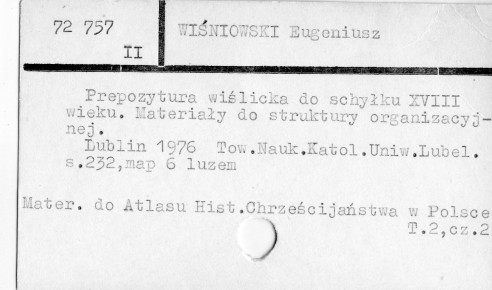 72 757
II
WIŚNIOWSKI Eugeniusz
Prepozytura wiślicka do schyłku XVIII
wieku. Materiały do struktury organizacyj-
nej.
Lublin 1976 Tow.Nauk.Katol.Uniw.Lubel.
s.232,map 6 luzem
Mater. do Atlasu Hist.Chrześcijaństwa w Polsce
T.2,cz.2